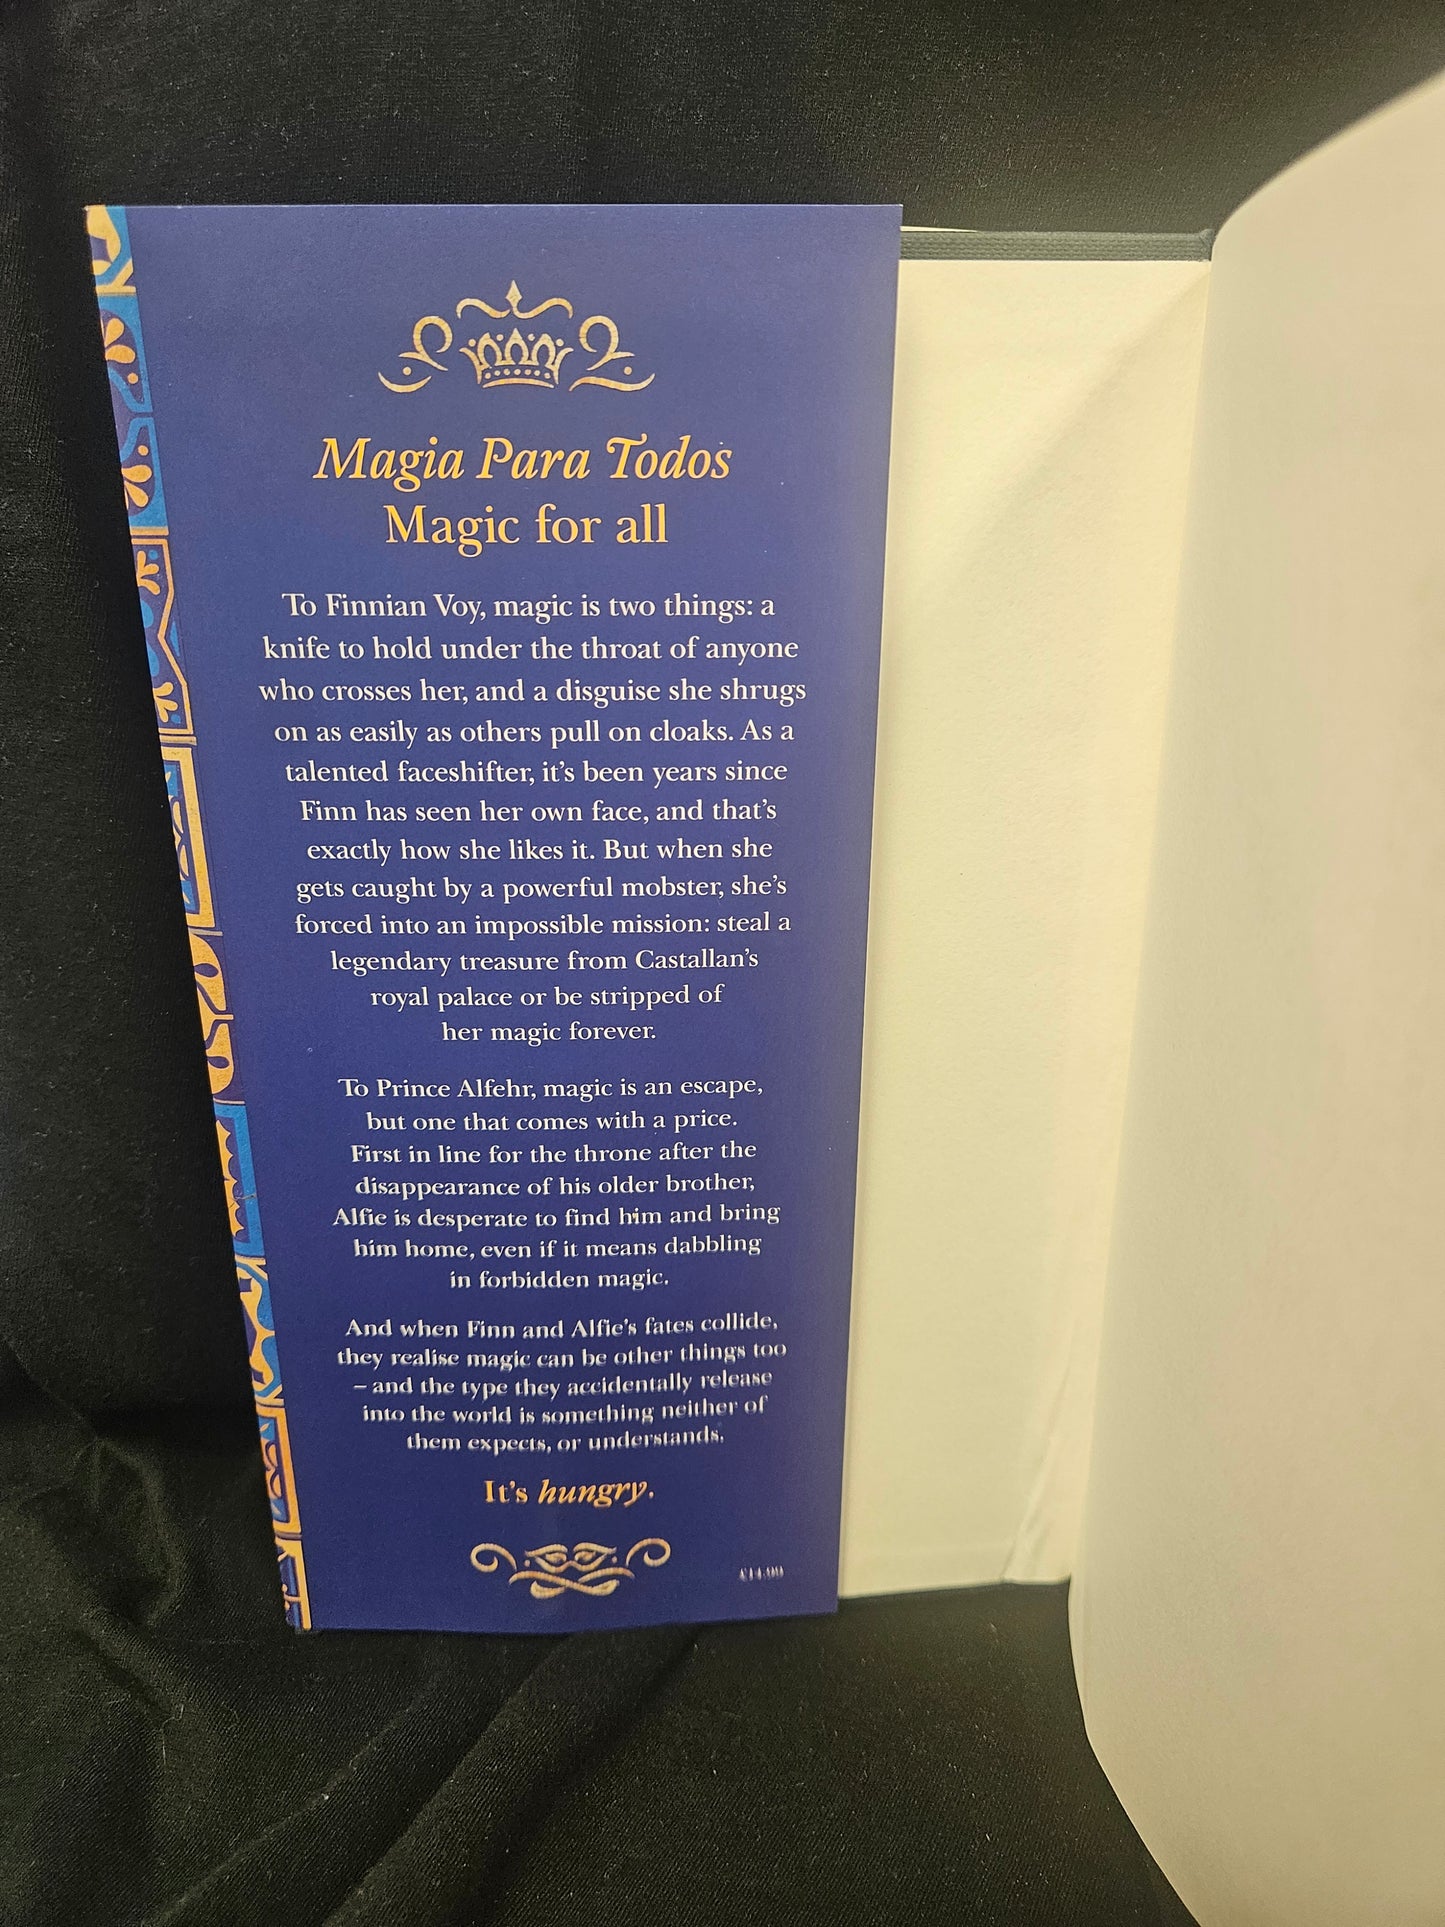 Magia Para Todos
Magic for all
To Finnian Voy, magic is two things: a
knife to hold under the throat of anyone
who crosses her, and a disguise she shrugs
on as easily as others pull on cloaks. As a
talented faceshifter, it's been years since
Finn has seen her own face, and that's
exactly how she likes it. But when she
gets caught by a powerful mobster, she's
forced into an impossible mission: steal a
legendary treasure from Castallan's
royal palace or be stripped of
her magic forever.
To Prince Alfehr, magic is an escape,
but one that comes with a price.
First in line for the throne after the
disappearance of his older brother,
Alfie is desperate to find him and bring
him home, even if it means dabbling
in forbidden magic.
And when Finn and Alfie's fates collide,
they realise magic can be other things too
– and the type they accidentally release
into the world is something neither of
them expects, or understands.
It's hungry.
£14.99